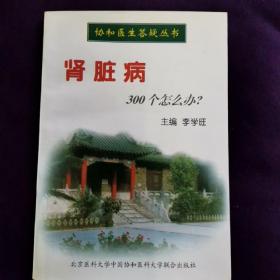 协和医生答疑丛书
肾脏病
300个怎么办？
主编 李学旺
北京医科大学中国协和医科大学联合出版社